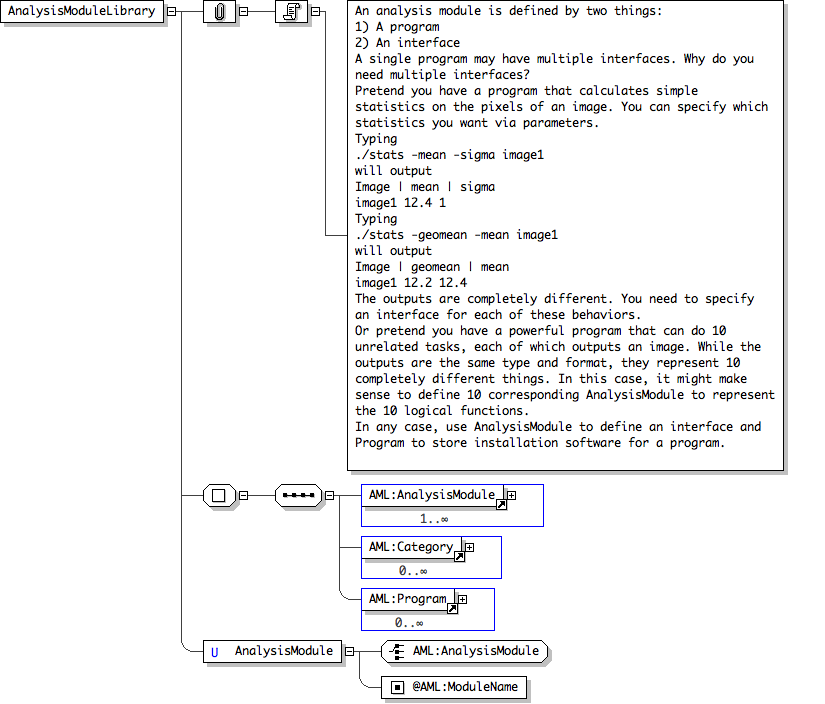 AnalysisModuleLibrary
An analysis module is defined by two things:
1) A program
2) An interface
A single program may have multiple interfaces. Why do you
need multiple interfaces?
Pretend you have a program that calculates simple
statistics on the pixels of an image. You can specify which
statistics you want via parameters.
Typing
./stats -mean -sigma image1
will output
Image | mean | sigma
image1 12.4 1
Typing
./stats -geomean -mean image1
will output
Image | geomean | mean
image1 12.2 12.4
The outputs are completely different. You need to specify
an interface for each of these behaviors.
Or pretend you have a powerful program that can do 10
unrelated tasks, each of which outputs an image. While the
outputs are the same type and format, they represent 10
completely different things. In this case, it might make
sense to define 10 corresponding AnalysisModule to represent
the 10 logical functions.
In any case, use AnalysisModule to define an interface and
Program to store installation software for a program.
AML:AnalysisModule
1..∞
AML:Category
0..∞
AML:Program
0..∞
U AnalysisModule
AML:AnalysisModule
@AML:ModuleName